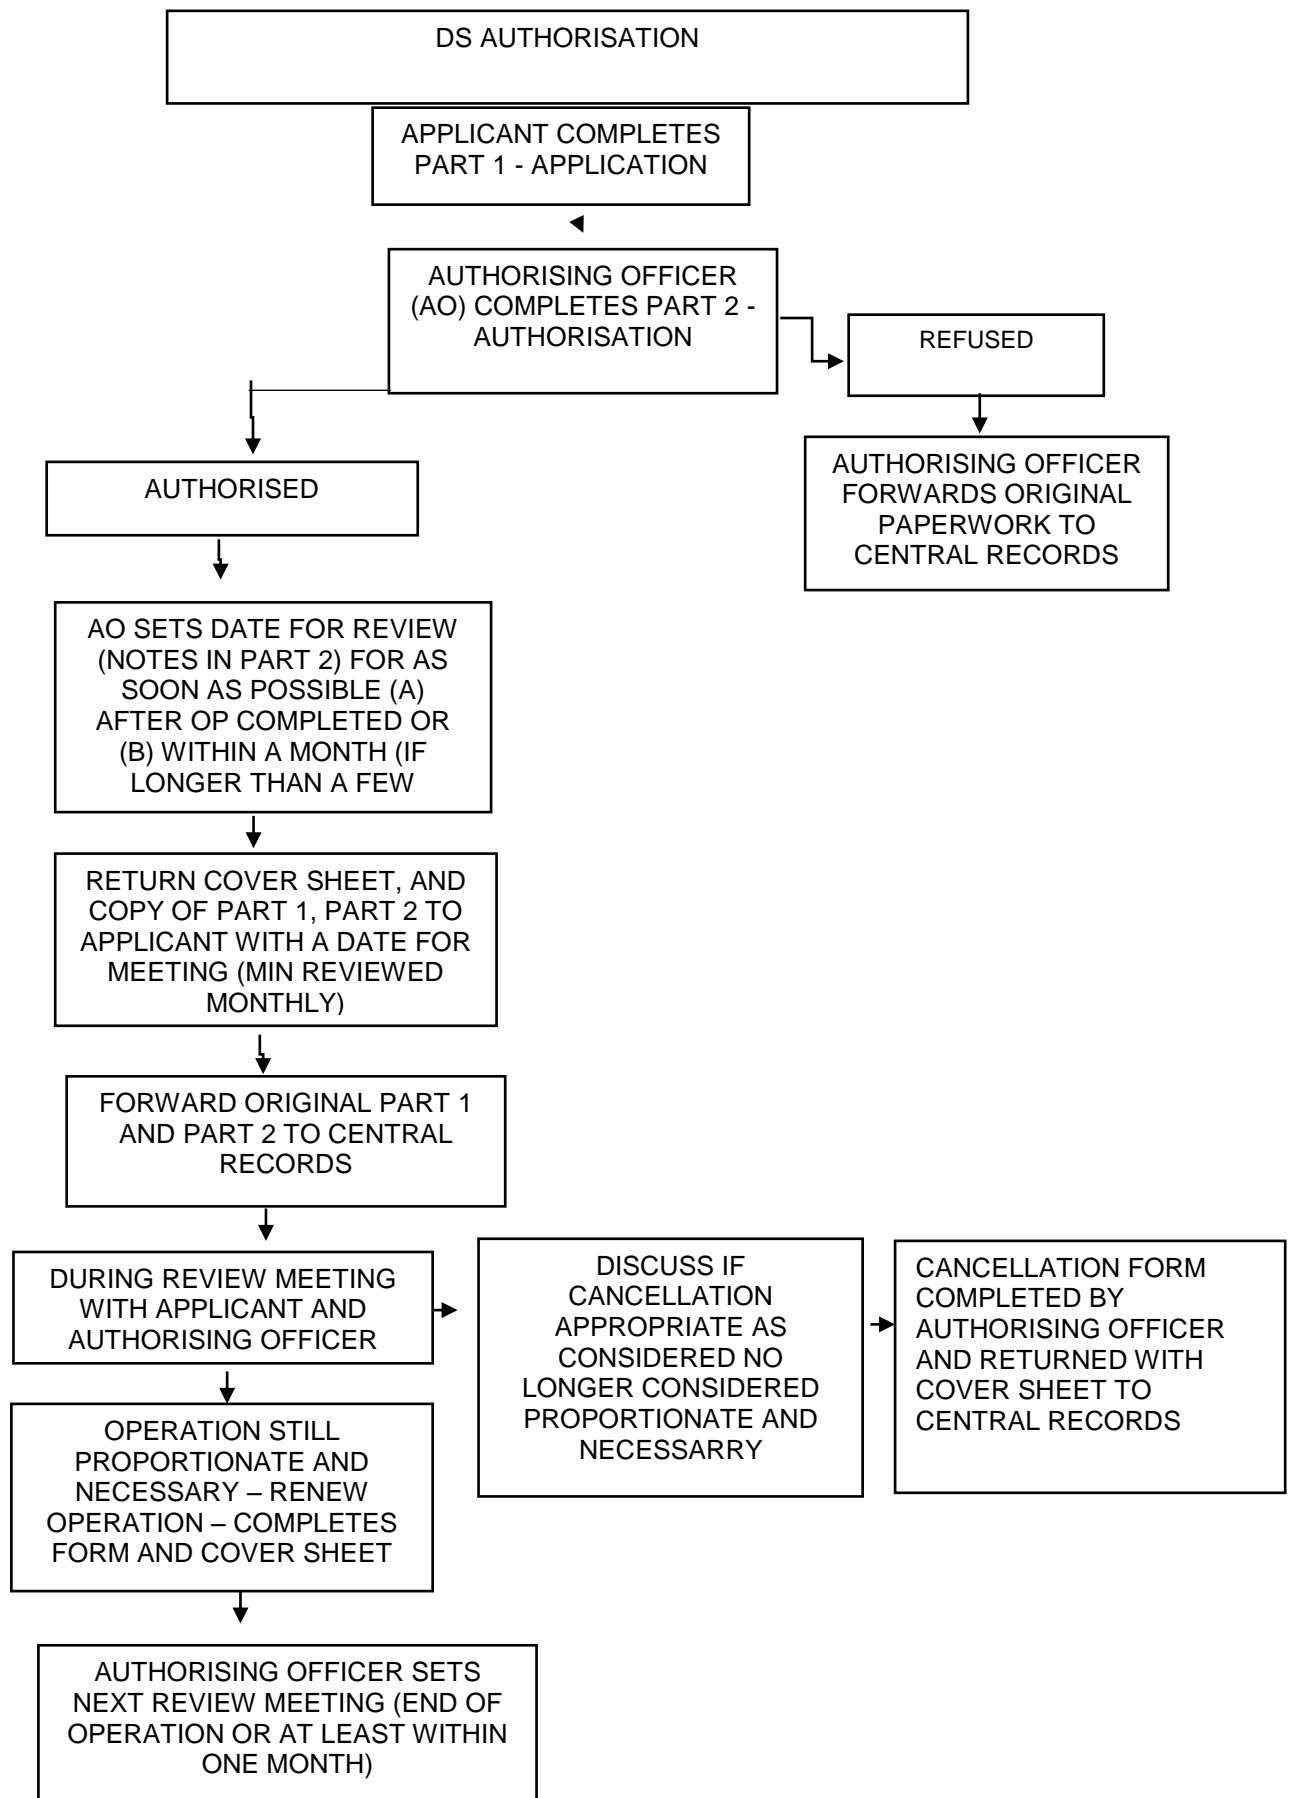 DS AUTHORISATION
APPLICANT COMPLETES
PART 1 - APPLICATION
AUTHORISING OFFICER
(AO) COMPLETES PART 2 -
AUTHORISATION
REFUSED
AUTHORISING OFFICER
FORWARDS ORIGINAL
PAPERWORK TO
CENTRAL RECORDS
AUTHORISED
AO SETS DATE FOR REVIEW
(NOTES IN PART 2) FOR AS
SOON AS POSSIBLE (A)
AFTER OP COMPLETED OR
(B) WITHIN A MONTH (IF
LONGER THAN A FEW
RETURN COVER SHEET, AND
COPY OF PART 1, PART 2 TO
APPLICANT WITH A DATE FOR
MEETING (MIN REVIEWED
MONTHLY)
FORWARD ORIGINAL PART 1
AND PART 2 TO CENTRAL
RECORDS
DURING REVIEW MEETING
WITH APPLICANT AND
AUTHORISING OFFICER
DISCUSS IF
CANCELLATION
APPROPRIATE AS
CONSIDERED NO
LONGER CONSIDERED
PROPORTIONATE AND
NECESSARRY
CANCELLATION FORM
COMPLETED BY
AUTHORISING OFFICER
AND RETURNED WITH
COVER SHEET TO
CENTRAL RECORDS
OPERATION STILL
PROPORTIONATE AND
NECESSARY – RENEW
OPERATION – COMPLETES
FORM AND COVER SHEET
AUTHORISING OFFICER SETS
NEXT REVIEW MEETING (END OF
OPERATION OR AT LEAST WITHIN
ONE MONTH)